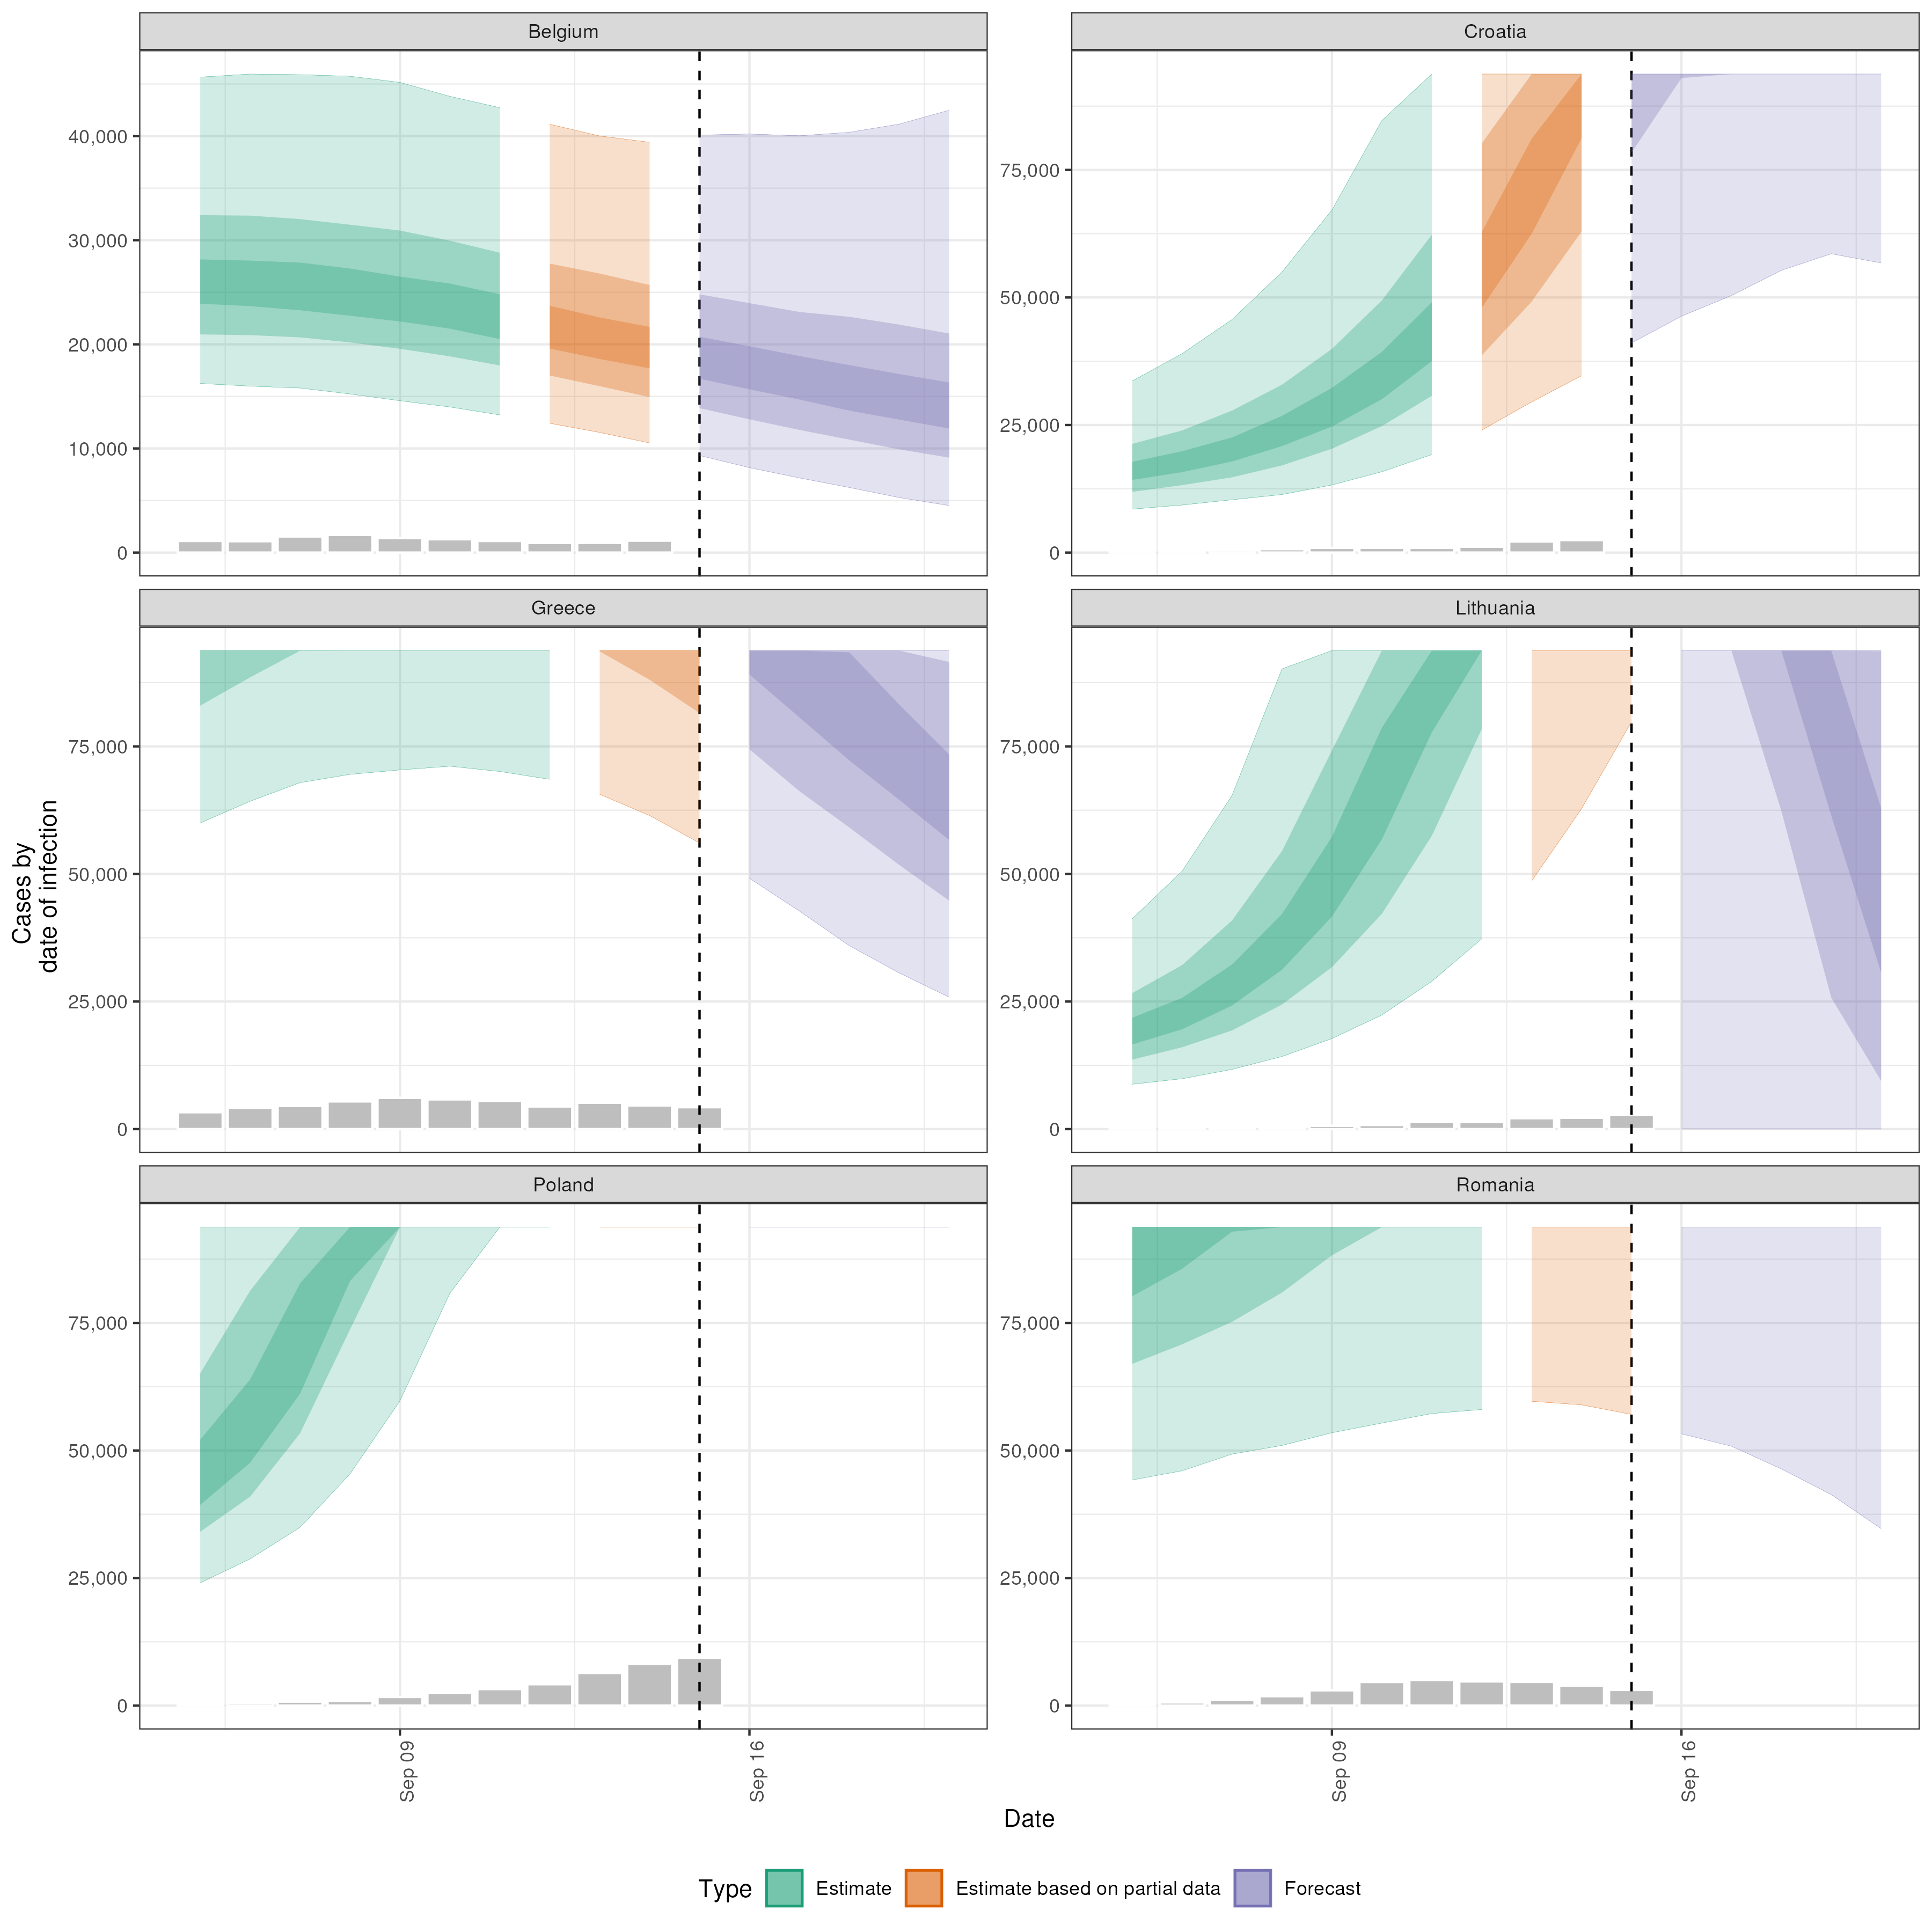 Belgium
Croatia
40,000
30,000
20,000
10,000
0
75,000
50,000
25,000
0
Greece
Lithuania
75,000
50,000
25,000
0
75,000
50,000
25,000
0
Cases by
date of infection
Poland
Romania
75,000
50,000
25,000
0
75,000
50,000
25,000
0
Sep 09
Sep 16
Sep 09
Sep 16
Date
Type
Estimate
Estimate based on partial data
Forecast